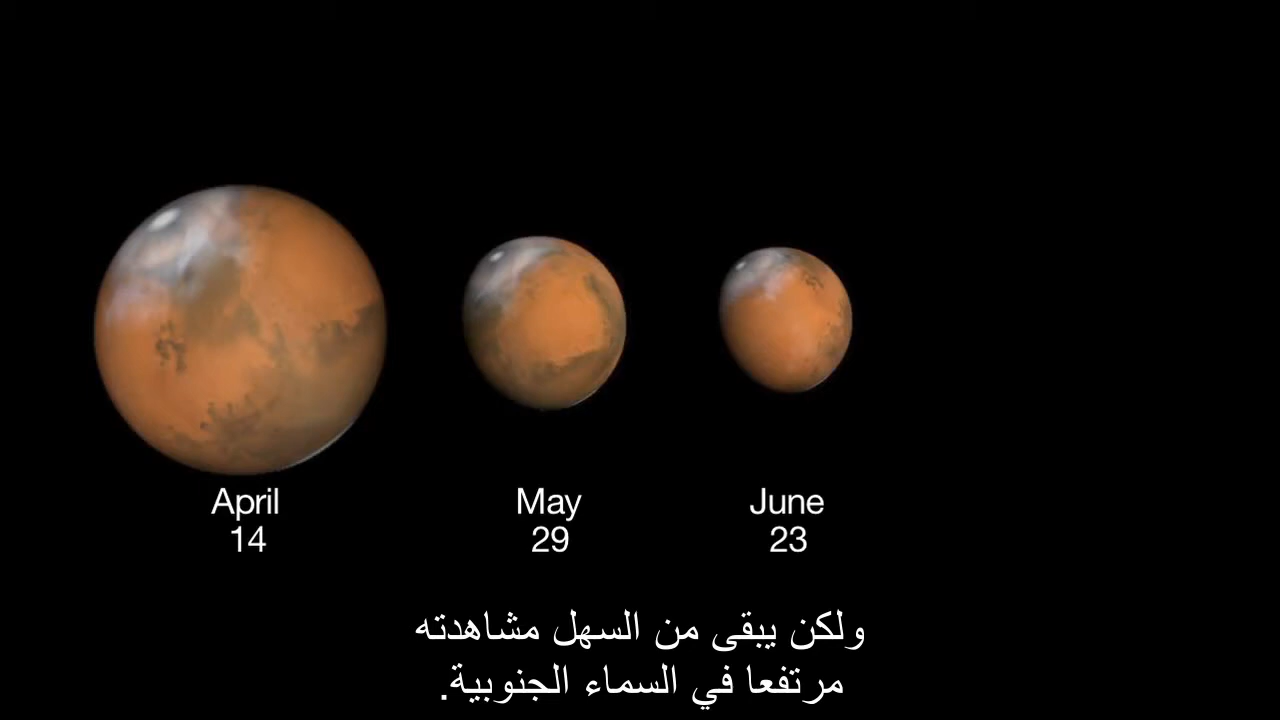 April
14
May
29
June
23
ولكن يبقى من السهل مشاهدته
مرتفعا في السماء الجنوبية.